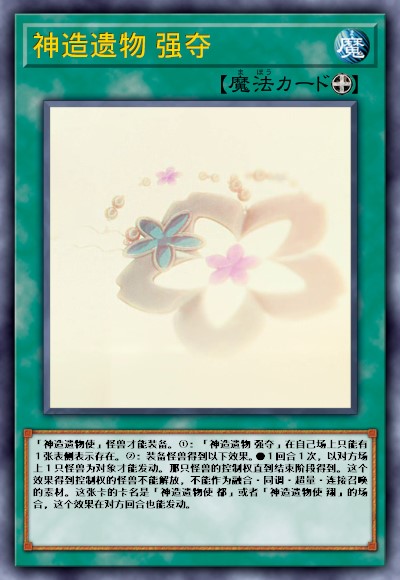 神造遗物 强夺
魔
【魔法カード】
まほう
「神造遗物使」怪兽才能装备。①：「神造遗物 强夺」在自己场上只能有
1张表侧表示存在。②：装备怪兽得到以下效果。●1回合1次，以对方场
上1只怪兽为对象才能发动。那只怪兽的控制权直到结束阶段得到。这个
效果得到控制权的怪兽不能解放，不能作为融合·同调·超量·连接召唤
的素材。这张卡的卡名是「神造遗物使 都」或者「神造遗物使 翔」的场
合，这个效果在对方回合也能发动。